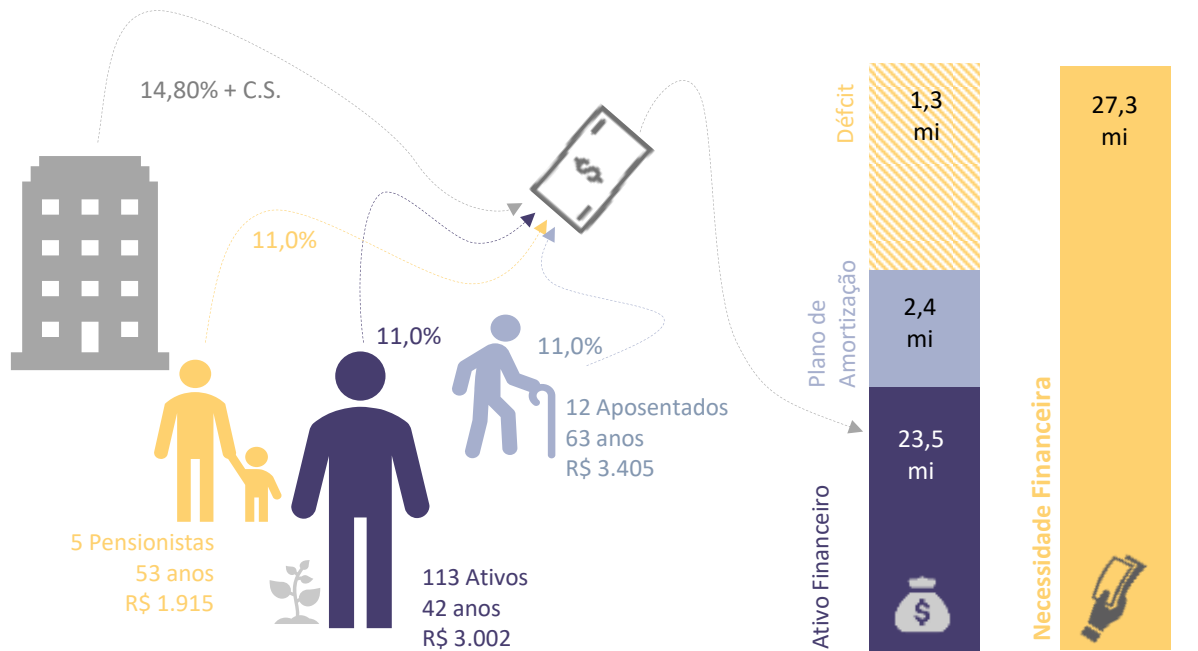 14,80% + C.S.
11,0%
11,0%
11,0%
5 Pensionistas
53 anos
R$ 1.915
113 Ativos
42 anos
R$ 3.002
12 Aposentados
63 anos
R$ 3.405
Défcit
1,3
mi
Plano de
Amortização
2,4
mi
Ativo Financeiro
23,5
mi
$
$
Necessidade Financeira
27,3
mi